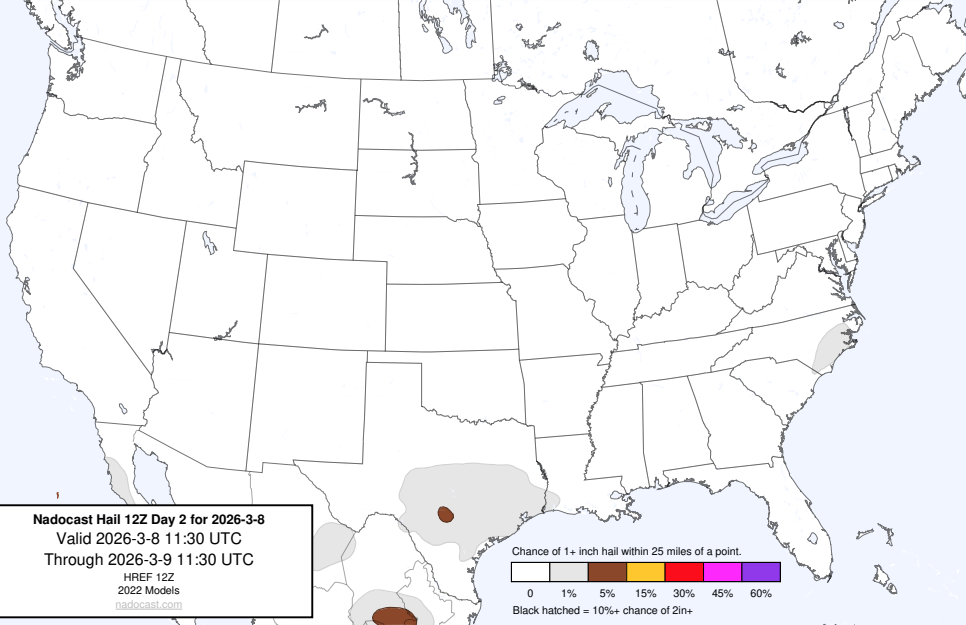 Nadocast Hail 12Z Day 2 for 2026-3-8
Valid 2026-3-8 11:30 UTC
Through 2026-3-9 11:30 UTC
HREF 12Z
2022 Models
nadocast.com
Chance of 1+ inch hail within 25 miles of a point.
0 1% 5% 15% 30% 45% 60%
Black hatched = 10%+ chance of 2in+